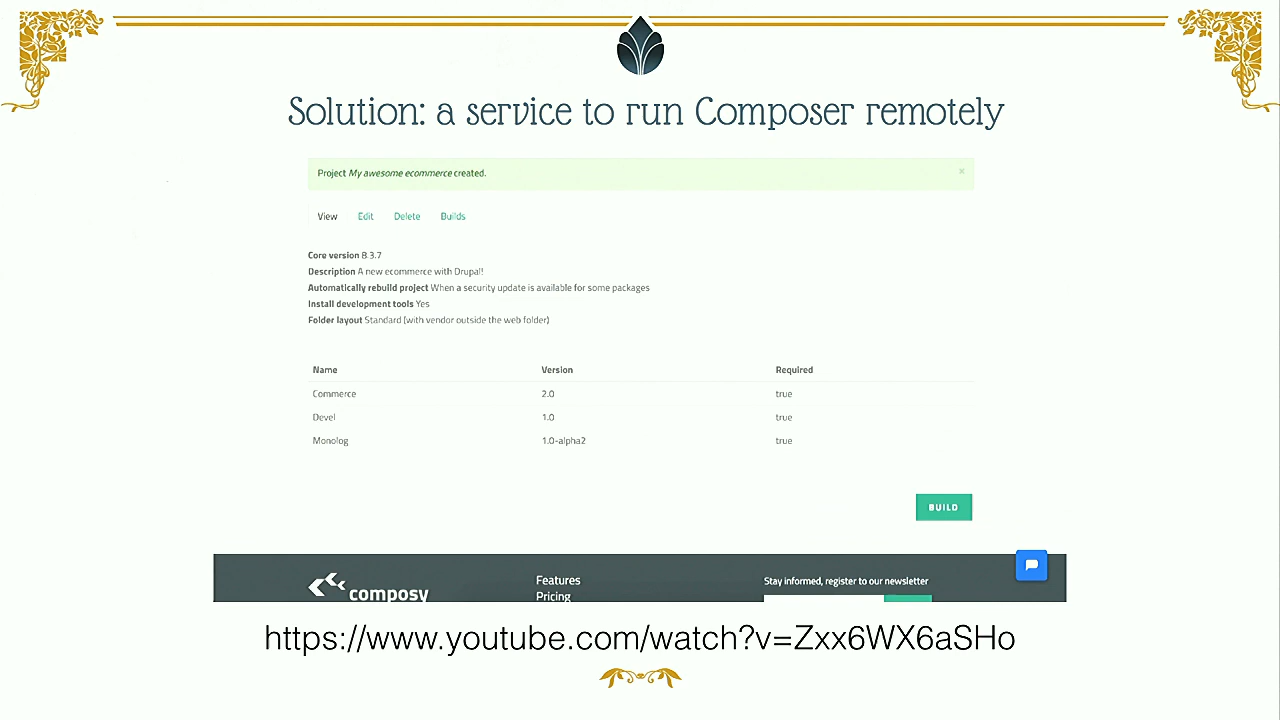 Solution: a service to run Composer remotely
Project My awesome ecommerce created.
×
View Edit Delete Builds
Core version 8.3.7
Description A new ecommerce with Drupal!
Automatically rebuild project When a security update is available for some packages
Install development tools Yes
Folder layout Standard (with vendor outside the web folder)
Name Version Required
Commerce 2.0 true
Devel 1.0 true
Monolog 1.0-alpha2 true
BUILD
composy
Features
Pricing
Stay informed, register to our newsletter
https://www.youtube.com/watch?v=Zxx6WX6aSHo